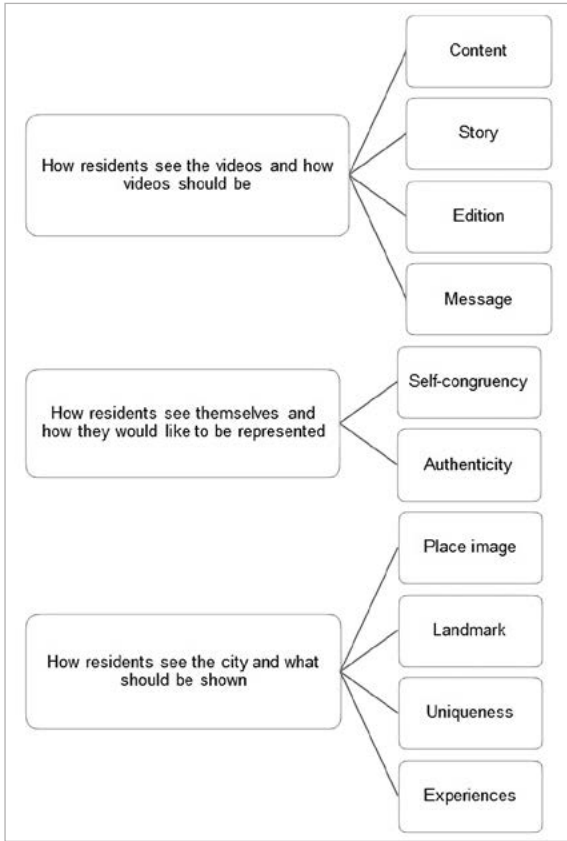 How residents see the videos and how
videos should be
Content
Story
Edition
Message
How residents see themselves and
how they would like to be represented
Self-congruency
Authenticity
How residents see the city and what
should be shown
Place image
Landmark
Uniqueness
Experiences